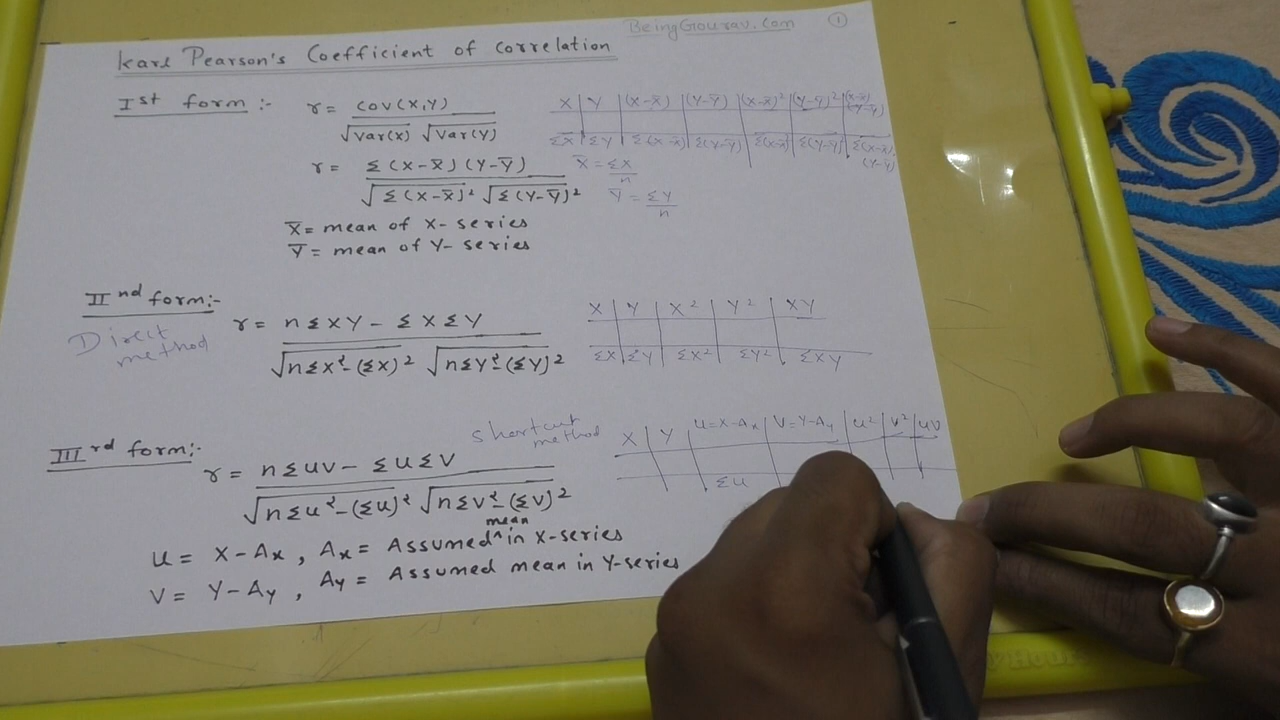 BeingGourav.Com ①
Karl Pearson's Coefficient of Correlation
Ist form :-
r = COV(X,Y) / √Var(X) √Var(Y)
r = Σ(X-X̄)(Y-Ȳ) / √Σ(X-X̄)² √Σ(Y-Ȳ)²
X̄ = mean of X- series
Ȳ = mean of Y- series
X Y (X-X̄) (Y-Ȳ) (X-X̄)² (Y-Ȳ)² (X-X̄)(Y-Ȳ)
ΣX ΣY Σ(X-X̄) Σ(Y-Ȳ) Σ(X-X̄)² Σ(Y-Ȳ)² Σ(X-X̄)(Y-Ȳ)
X̄ = ΣX / n
Ȳ = ΣY / n
IInd form:-
Direct method
r = nΣXY - ΣXΣY / √nΣX²-(ΣX)² √nΣY²-(ΣY)²
X Y X² Y² XY
ΣX ΣY ΣX² ΣY² ΣXY
IIIrd form:-
Shortcut method
r = nΣUV - ΣUΣV / √nΣU²-(ΣU)² √nΣV²-(ΣV)²
U = X-Ax, Ax = Assumed mean in X-series
V = Y-Ay, Ay = Assumed mean in Y-series
X Y U=X-Ax V=Y-Ay U² V² UV
ΣU